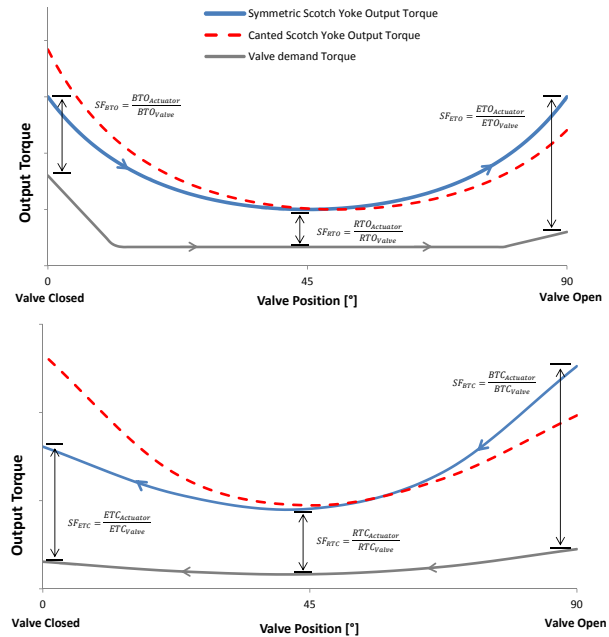 Symmetric Scotch Yoke Output Torque
Canted Scotch Yoke Output Torque
Valve demand Torque
Output Torque
SF_BTO = BTO_Actuator / BTO_Valve
SF_ETO = ETO_Actuator / ETO_Valve
SF_RTO = RTO_Actuator / RTO_Valve
0 45 90
Valve Closed Valve Position [°] Valve Open
Output Torque
SF_BTC = BTC_Actuator / BTC_Valve
SF_ETC = ETC_Actuator / ETC_Valve
SF_RTC = RTC_Actuator / RTC_Valve
0 45 90
Valve Closed Valve Position [°] Valve Open